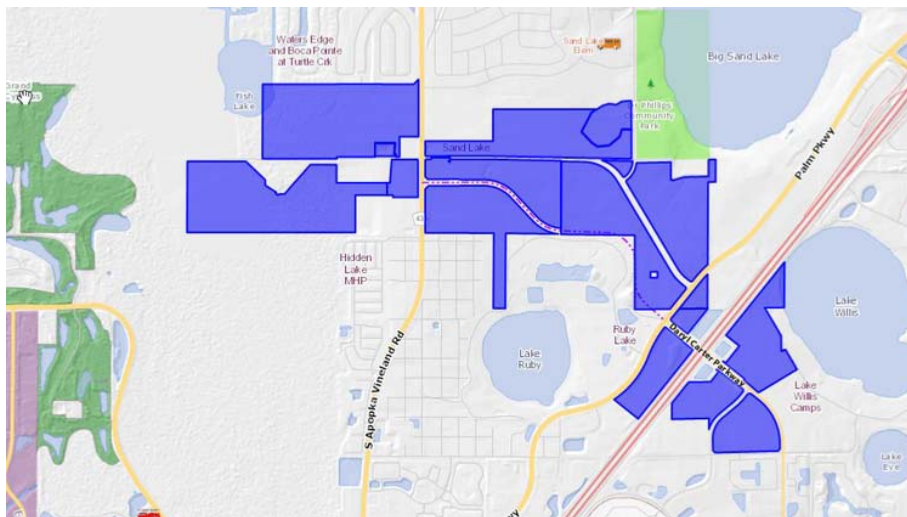 Waters Edge
and Boca Pointe
at Turtle Crk
Sand Lake
Elem
Big Sand Lake
Grand
Fish
Lake
Phillips
Community
Park
Palm Pkwy
Sand Lake
Hidden
Lake
MHP
S Apopka Vineland Rd
Lake
Ruby
Ruby
Lake
Daryl Carter Parkway
Lake
Willis
Lake
Willis
Camps
Lake
Eve